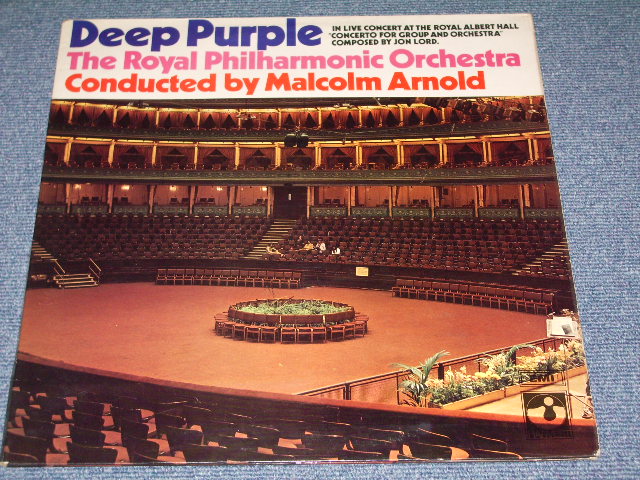 Deep Purple
IN LIVE CONCERT AT THE ROYAL ALBERT HALL
'CONCERTO FOR GROUP AND ORCHESTRA'
COMPOSED BY JON LORD.
The Royal Philharmonic Orchestra
Conducted by Malcolm Arnold
EMI